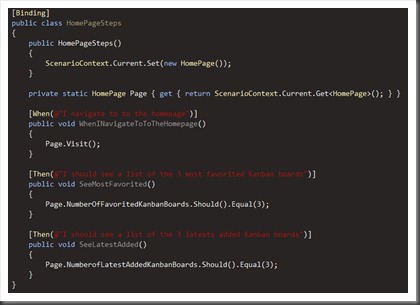 [Binding]
public class HomePageSteps
{
public HomePageSteps()
{
ScenarioContext.Current.Set(new HomePage());
}
private static HomePage Page { get { return ScenarioContext.Current.Get<HomePage>(); } }
[When(@"I navigate to to the homepage")]
public void WhenINavigateToToTheHomepage()
{
Page.Visit();
}
[Then(@"I should see a list of the 3 most favorited Kanban boards")]
public void SeeMostFavorited()
{
Page.NumberOfFavoritedKanbanBoards.Should().Equal(3);
}
[Then(@"I should see a list of the 3 latests added Kanban boards")]
public void SeeLatestAdded()
{
Page.NumberofLatestAddedKanbanBoards.Should().Equal(3);
}
}